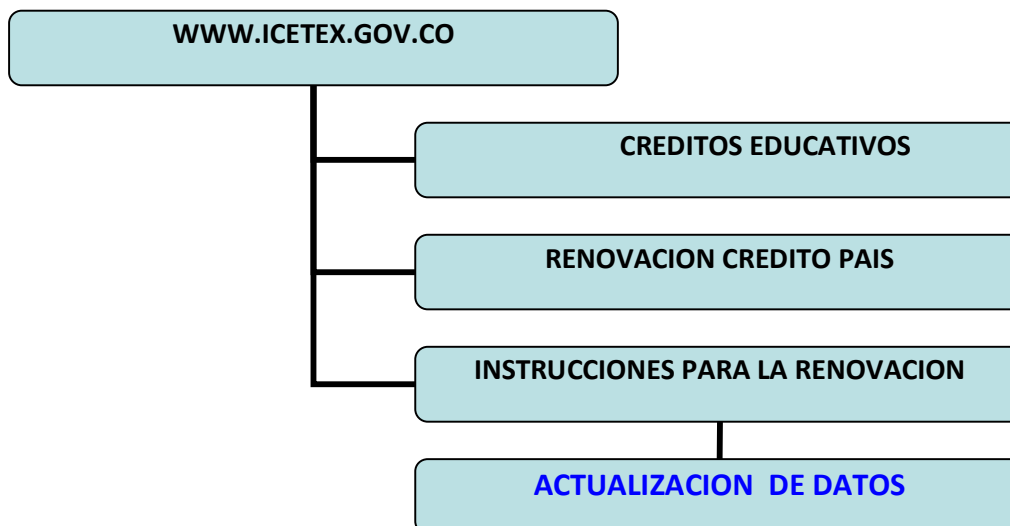 WWW.ICETEX.GOV.CO
CREDITOS EDUCATIVOS
RENOVACION CREDITO PAIS
INSTRUCCIONES PARA LA RENOVACION
ACTUALIZACION DE DATOS